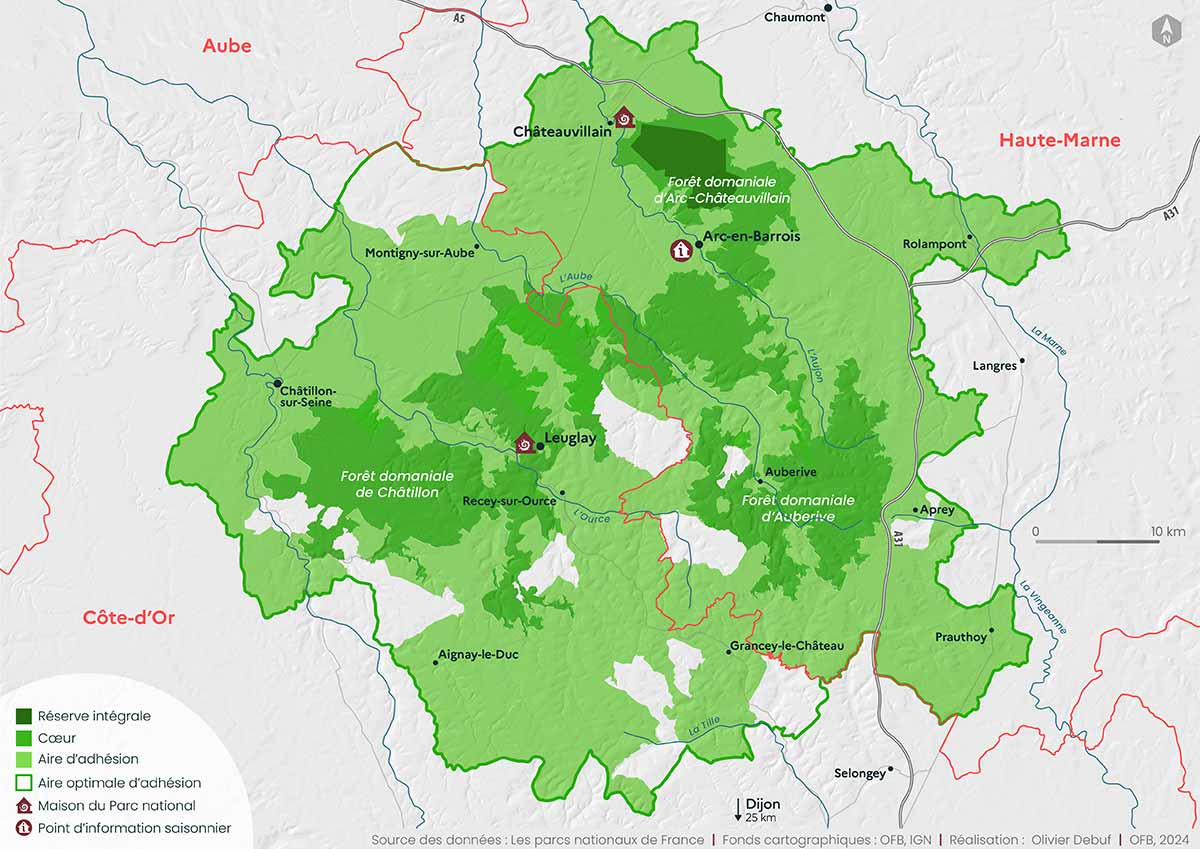 A5
Chaumont
N
Aube
Châteauvillain
Haute-Marne
Forêt domaniale
d'Arc-Châteauvillain
A31
Arc-en-Barrois
Rolampont
Montigny-sur-Aube
L'Aube
La Marne
L'Aujon
Langres
Châtillon-
sur-Seine
Leuglay
Forêt domaniale
de Châtillon
Auberive
Recey-sur-Ource
Forêt domaniale
d'Auberive
L'Ource
Aprey
A31
0 10 km
La Vingeanne
Côte-d'Or
Prauthoy
Grancey-le-Château
Aignay-le-Duc
La Tille
Selongey
Dijon
25 km
Réserve intégrale
Cœur
Aire d'adhésion
Aire optimale d'adhésion
Maison du Parc national
Point d'information saisonnier
Source des données : Les parcs nationaux de France | Fonds cartographiques : OFB, IGN | Réalisation : Olivier Debuf | OFB, 2024